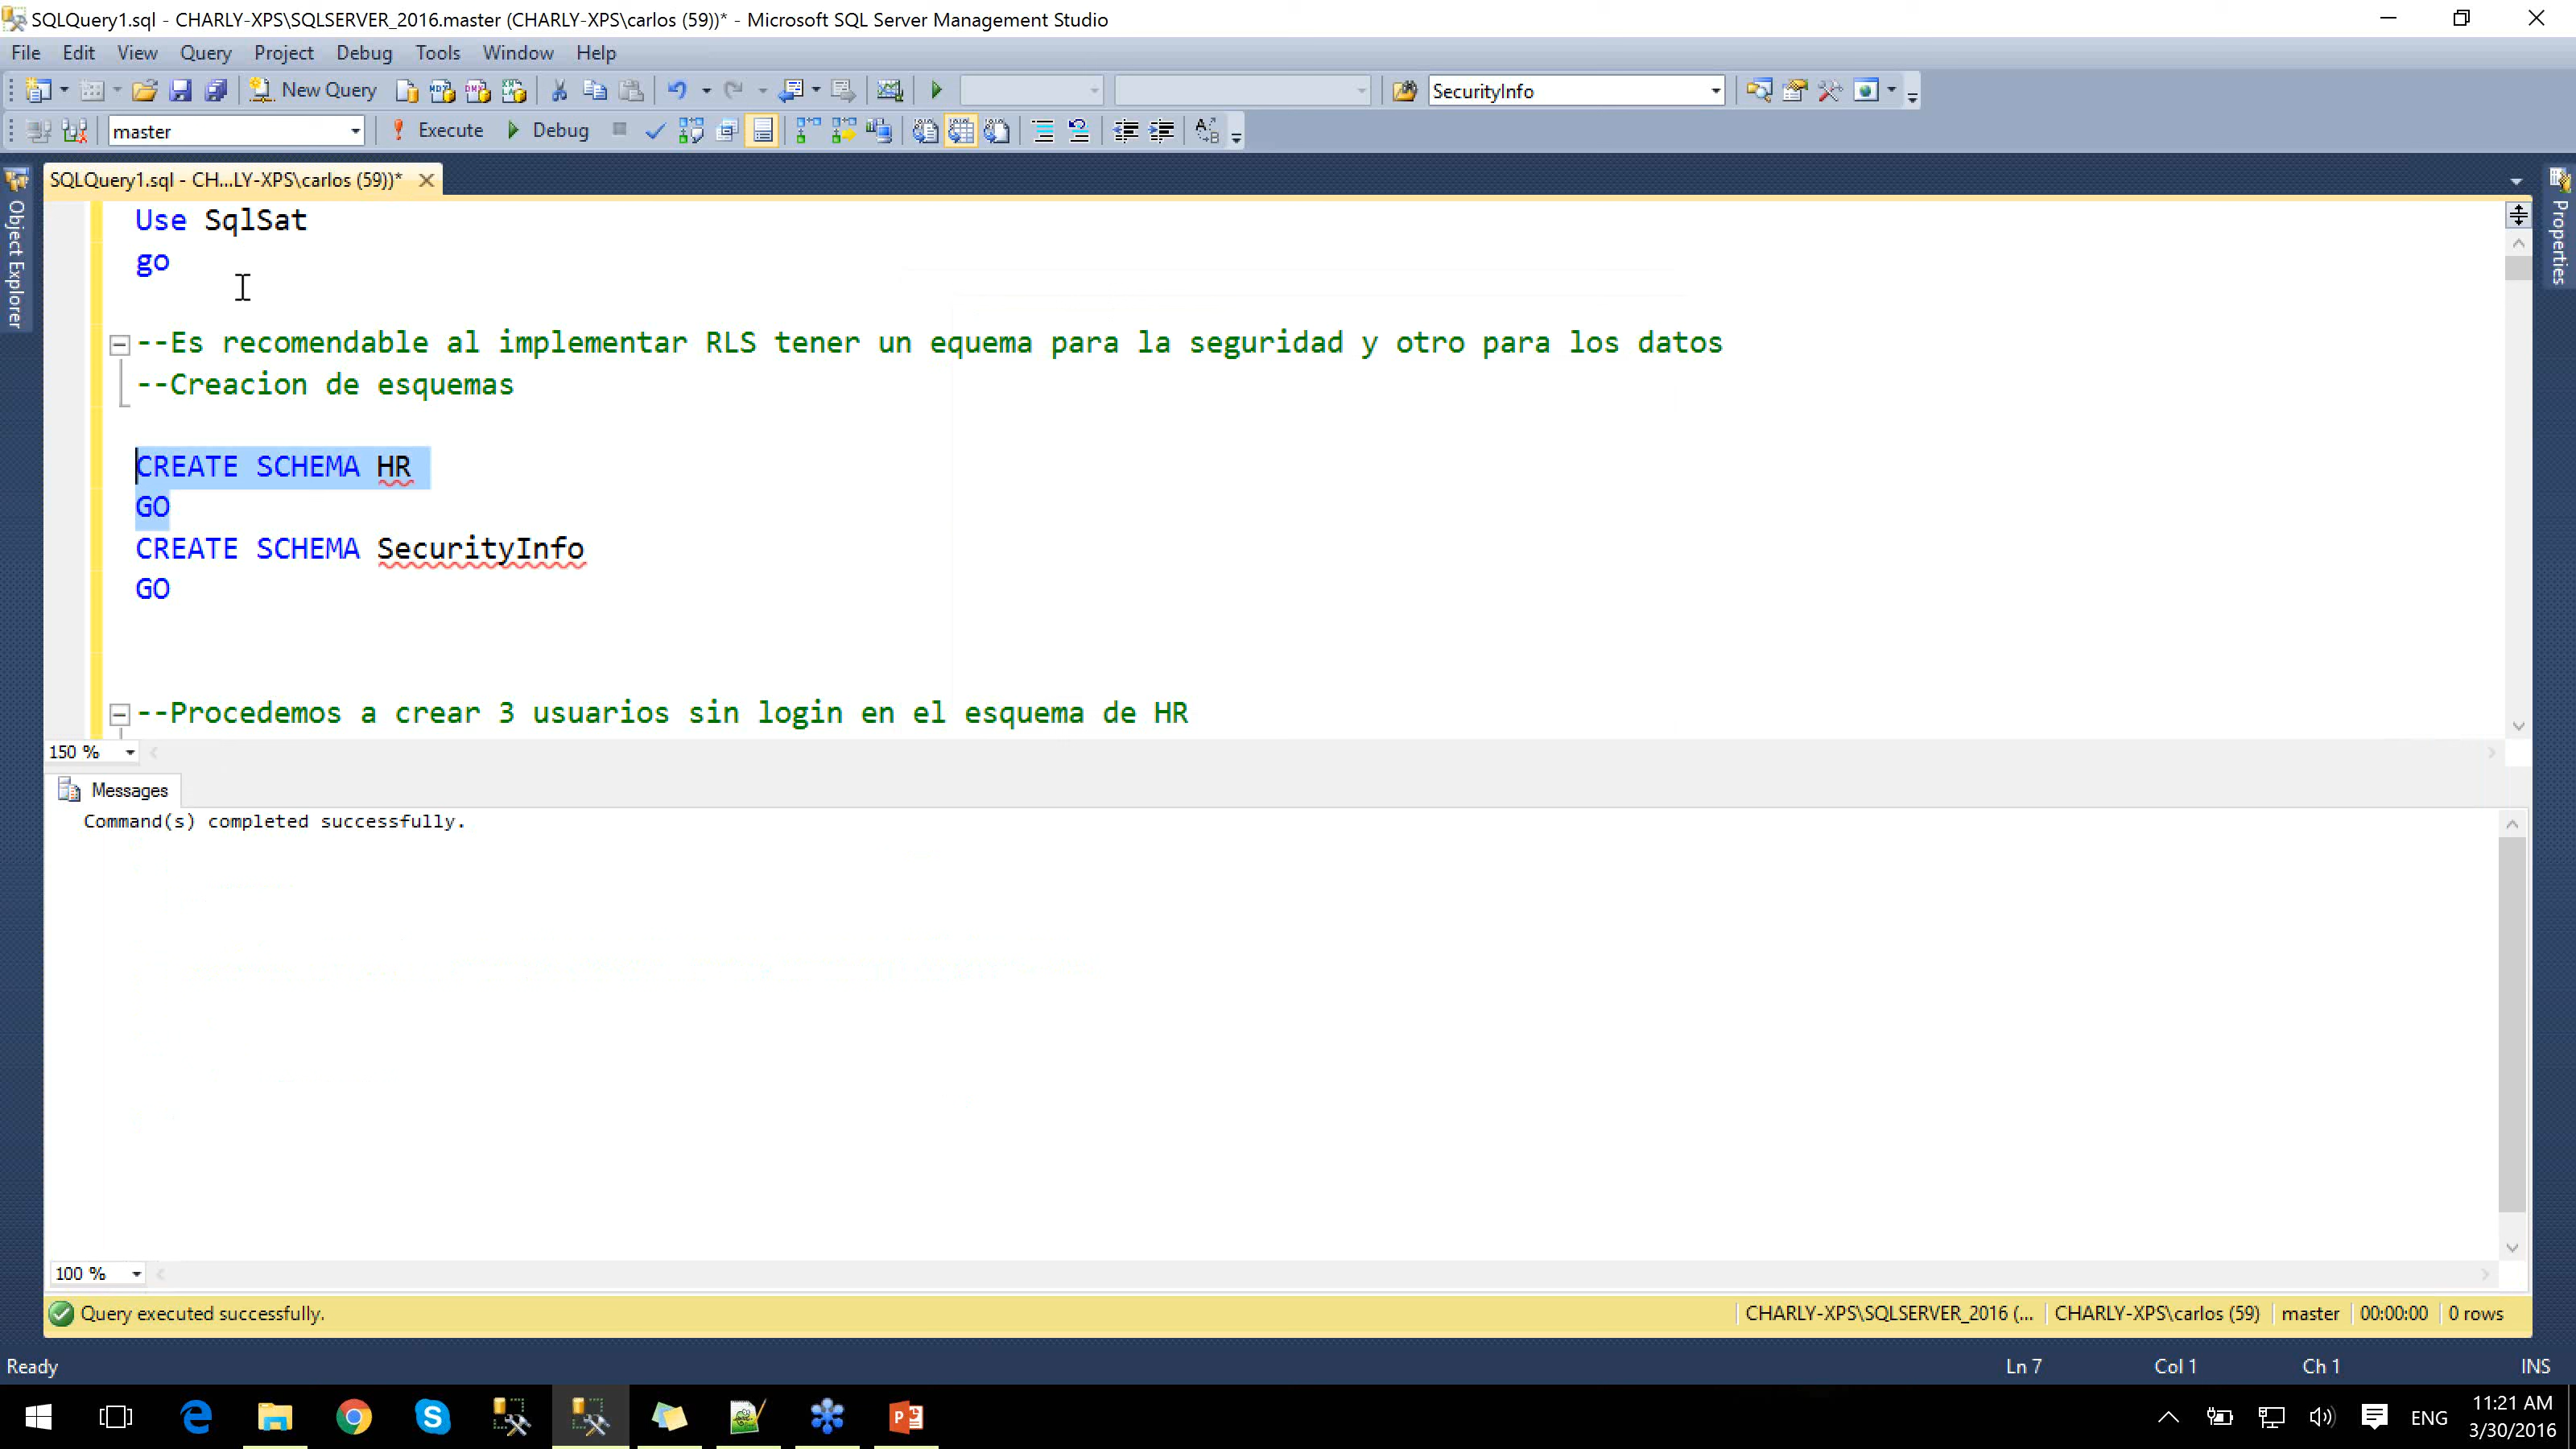 SQLQuery1.sql - CHARLY-XPS\SQLSERVER_2016.master (CHARLY-XPS\carlos (59))* - Microsoft SQL Server Management Studio
File Edit View Query Project Debug Tools Window Help
New Query SecurityInfo
master Execute Debug
SQLQuery1.sql - CH...LY-XPS\carlos (59))*
Object Explorer
Properties
Use SqlSat
go
--Es recomendable al implementar RLS tener un equema para la seguridad y otro para los datos
--Creacion de esquemas
CREATE SCHEMA HR
GO
CREATE SCHEMA SecurityInfo
GO
--Procedemos a crear 3 usuarios sin login en el esquema de HR
150 %
Messages
Command(s) completed successfully.
100 %
Query executed successfully. CHARLY-XPS\SQLSERVER_2016 (... CHARLY-XPS\carlos (59) master 00:00:00 0 rows
Ready Ln 7 Col 1 Ch 1 INS
ENG 11:21 AM
3/30/2016